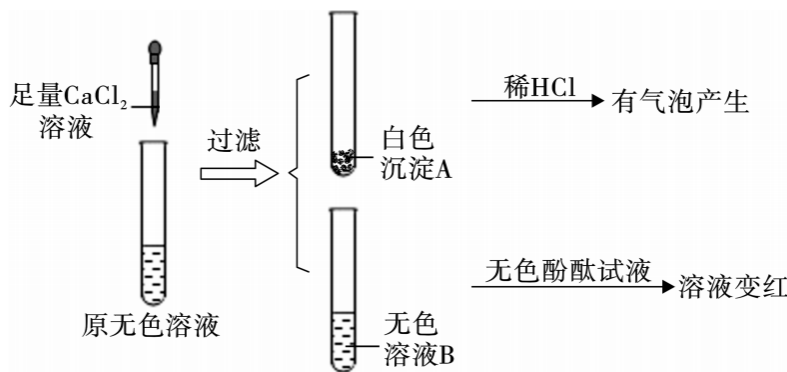 足量CaCl₂
溶液
过滤
原无色溶液
白色
沉淀A
稀HCl
有气泡产生
无色
溶液B
无色酚酞试液
溶液变红